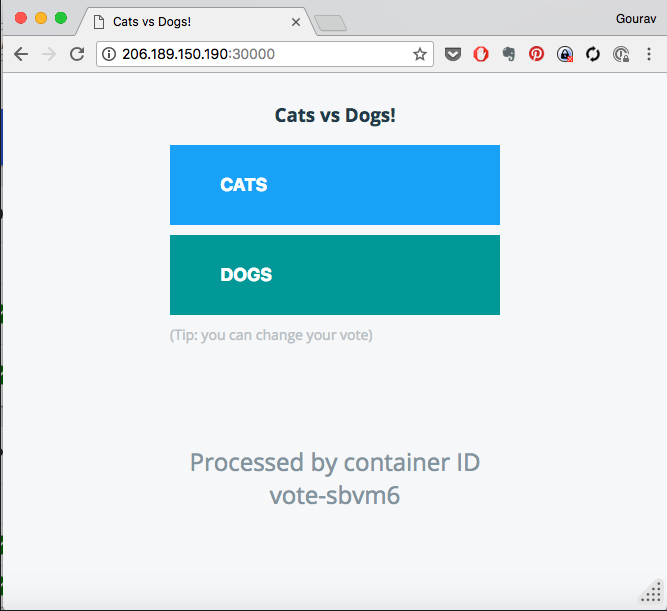 Cats vs Dogs!
Gourav
206.189.150.190:30000
Cats vs Dogs!
CATS
DOGS
(Tip: you can change your vote)
Processed by container ID
vote-sbvm6